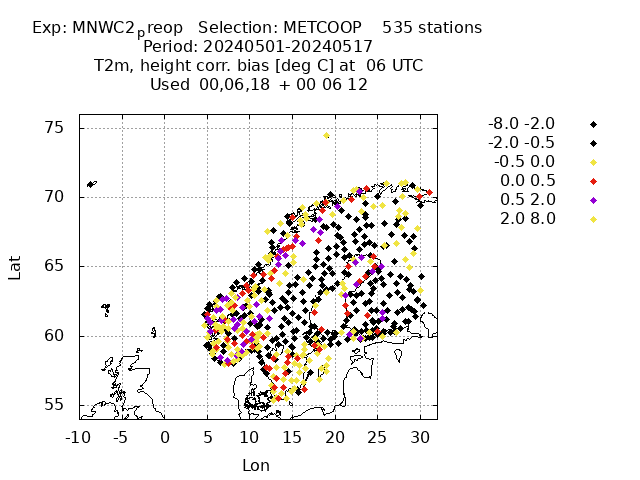 Exp: MNWC2preop Selection: METCOOP 535 stations
Period: 20240501-20240517
T2m, height corr. bias [deg C] at 06 UTC
Used 00,06,18 + 00 06 12
75
70
65
60
55
Lat
-10 -5 0 5 10 15 20 25 30
Lon
-8.0 -2.0
-2.0 -0.5
-0.5 0.0
0.0 0.5
0.5 2.0
2.0 8.0